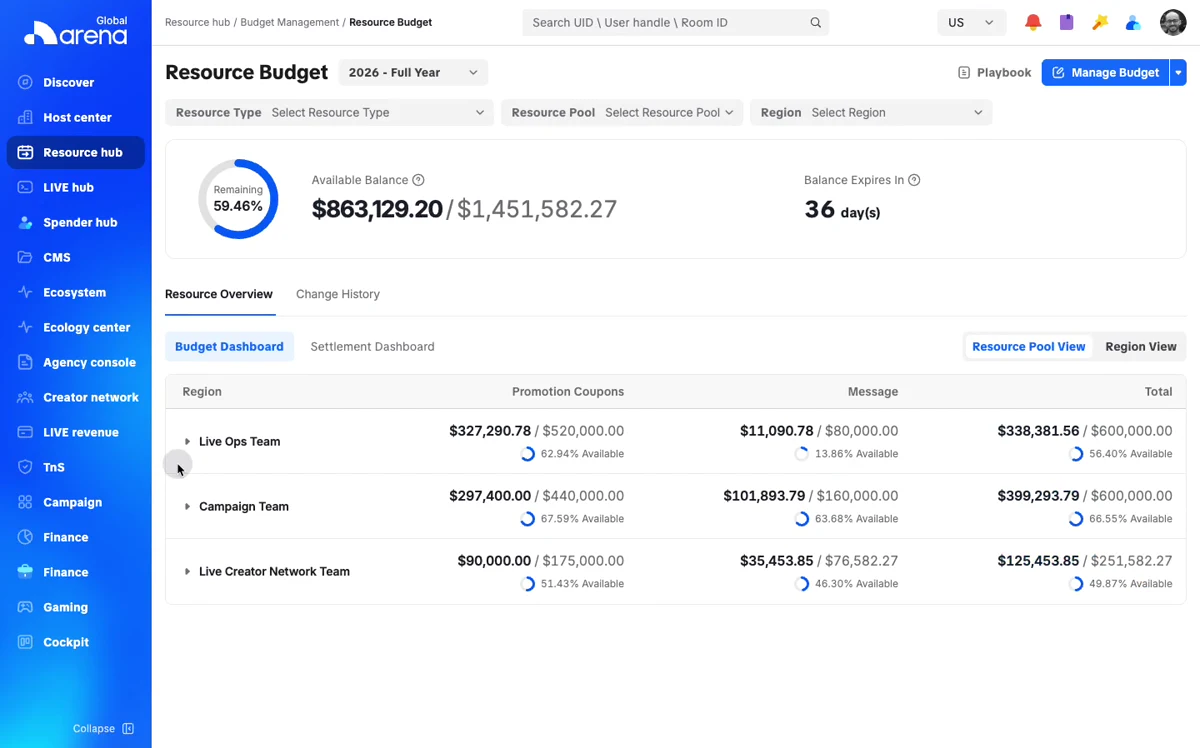 Global
arena
Resource hub / Budget Management / Resource Budget
Search UID \ User handle \ Room ID
US
Discover
Host center
Resource hub
LIVE hub
Spender hub
CMS
Ecosystem
Ecology center
Agency console
Creator network
LIVE revenue
TnS
Campaign
Finance
Finance
Gaming
Cockpit
Collapse
Resource Budget
2026 - Full Year
Playbook
Manage Budget
Resource Type Select Resource Type
Resource Pool Select Resource Pool
Region Select Region
Remaining
59.46%
Available Balance
$863,129.20/$1,451,582.27
Balance Expires In
36 day(s)
Resource Overview Change History
Budget Dashboard Settlement Dashboard
Resource Pool View Region View
Region Promotion Coupons Message Total
Live Ops Team
$327,290.78 / $520,000.00
62.94% Available
$11,090.78 / $80,000.00
13.86% Available
$338,381.56 / $600,000.00
56.40% Available
Campaign Team
$297,400.00 / $440,000.00
67.59% Available
$101,893.79 / $160,000.00
63.68% Available
$399,293.79 / $600,000.00
66.55% Available
Live Creator Network Team
$90,000.00 / $175,000.00
51.43% Available
$35,453.85 / $76,582.27
46.30% Available
$125,453.85 / $251,582.27
49.87% Available